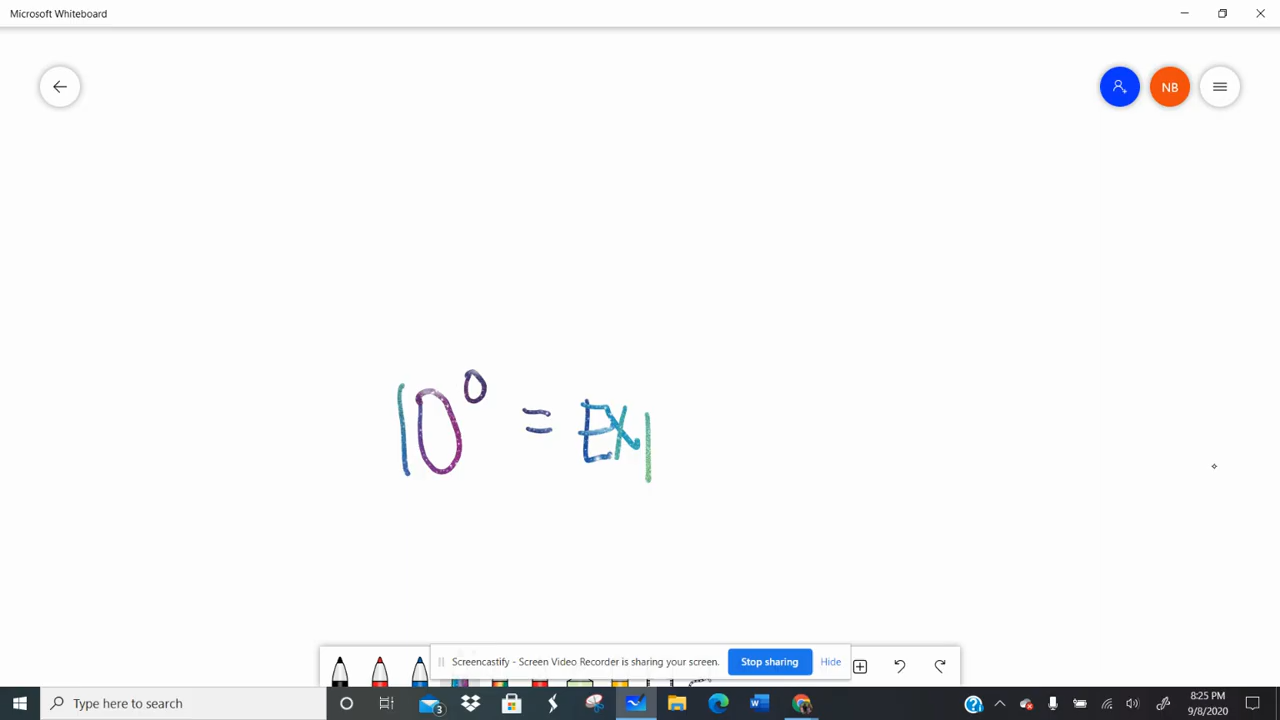 Microsoft Whiteboard
NB
10⁰ = EX
Screencastify - Screen Video Recorder is sharing your screen.
Stop sharing
Hide
Type here to search
3
8:25 PM
9/8/2020